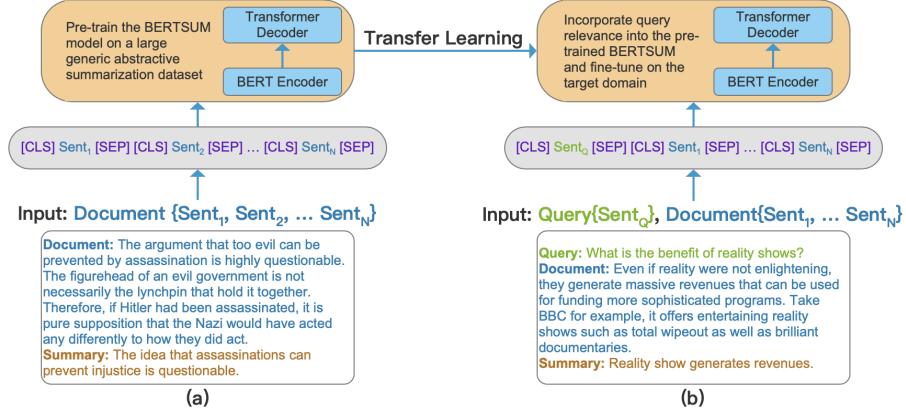 Pre-train the BERTSUM
model on a large
generic abstractive
summarization dataset
Transformer
Decoder
BERT Encoder
Transfer Learning
Incorporate query
relevance into the pre-
trained BERTSUM
and fine-tune on the
target domain
Transformer
Decoder
BERT Encoder
[CLS] Sent1 [SEP] [CLS] Sent2 [SEP] ... [CLS] SentN [SEP]
[CLS] SentQ [SEP] [CLS] Sent1 [SEP] ... [CLS] SentN [SEP]
Input: Document {Sent1, Sent2, ... SentN}
Input: Query{SentQ}, Document{Sent1, ... SentN}
Document: The argument that too evil can be
prevented by assassination is highly questionable.
The figurehead of an evil government is not
necessarily the lynchpin that hold it together.
Therefore, if Hitler had been assassinated, it is
pure supposition that the Nazi would have acted
any differently to how they did act.
Summary: The idea that assassinations can
prevent injustice is questionable.
Query: What is the benefit of reality shows?
Document: Even if reality were not enlightening,
they generate massive revenues that can be used
for funding more sophisticated programs. Take
BBC for example, it offers entertaining reality
shows such as total wipeout as well as brilliant
documentaries.
Summary: Reality show generates revenues.
(a)
(b)